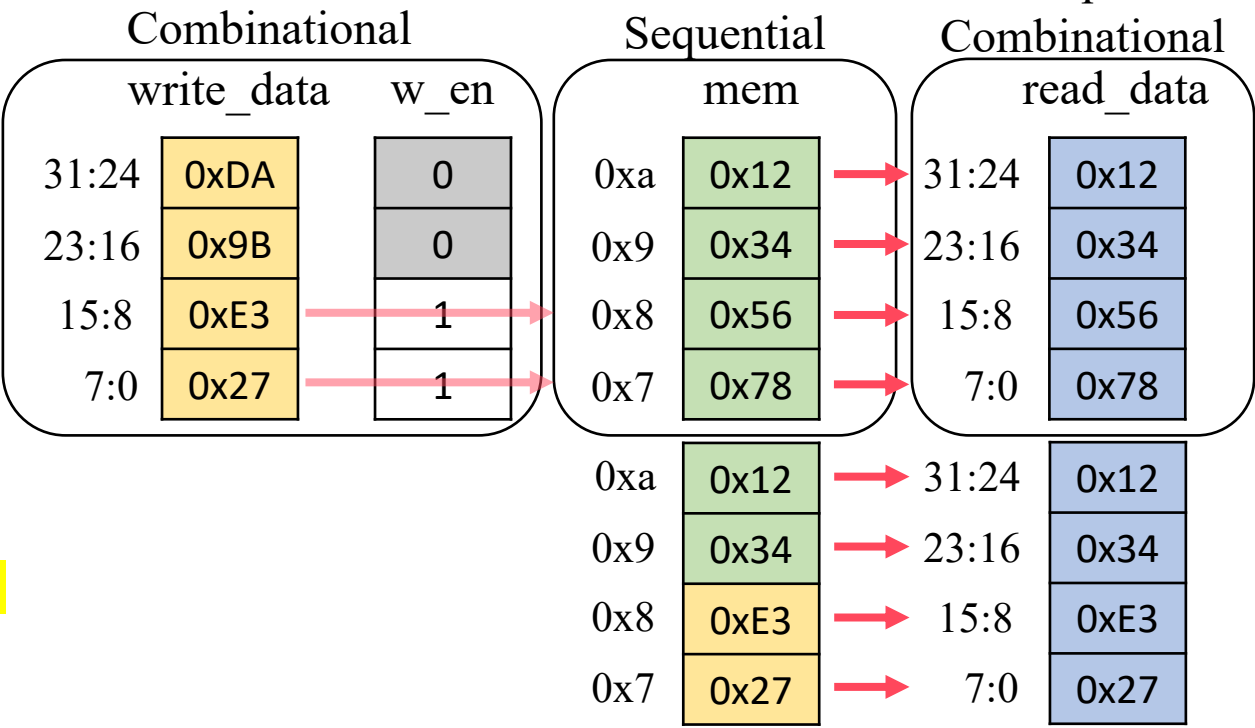 Combinational Sequential Combinational
write_data w_en mem read_data
31:24 0xDA 0 0xa 0x12 31:24 0x12
23:16 0x9B 0 0x9 0x34 23:16 0x34
15:8 0xE3 1 0x8 0x56 15:8 0x56
7:0 0x27 1 0x7 0x78 7:0 0x78
0xa 0x12 31:24 0x12
0x9 0x34 23:16 0x34
0x8 0xE3 15:8 0xE3
0x7 0x27 7:0 0x27